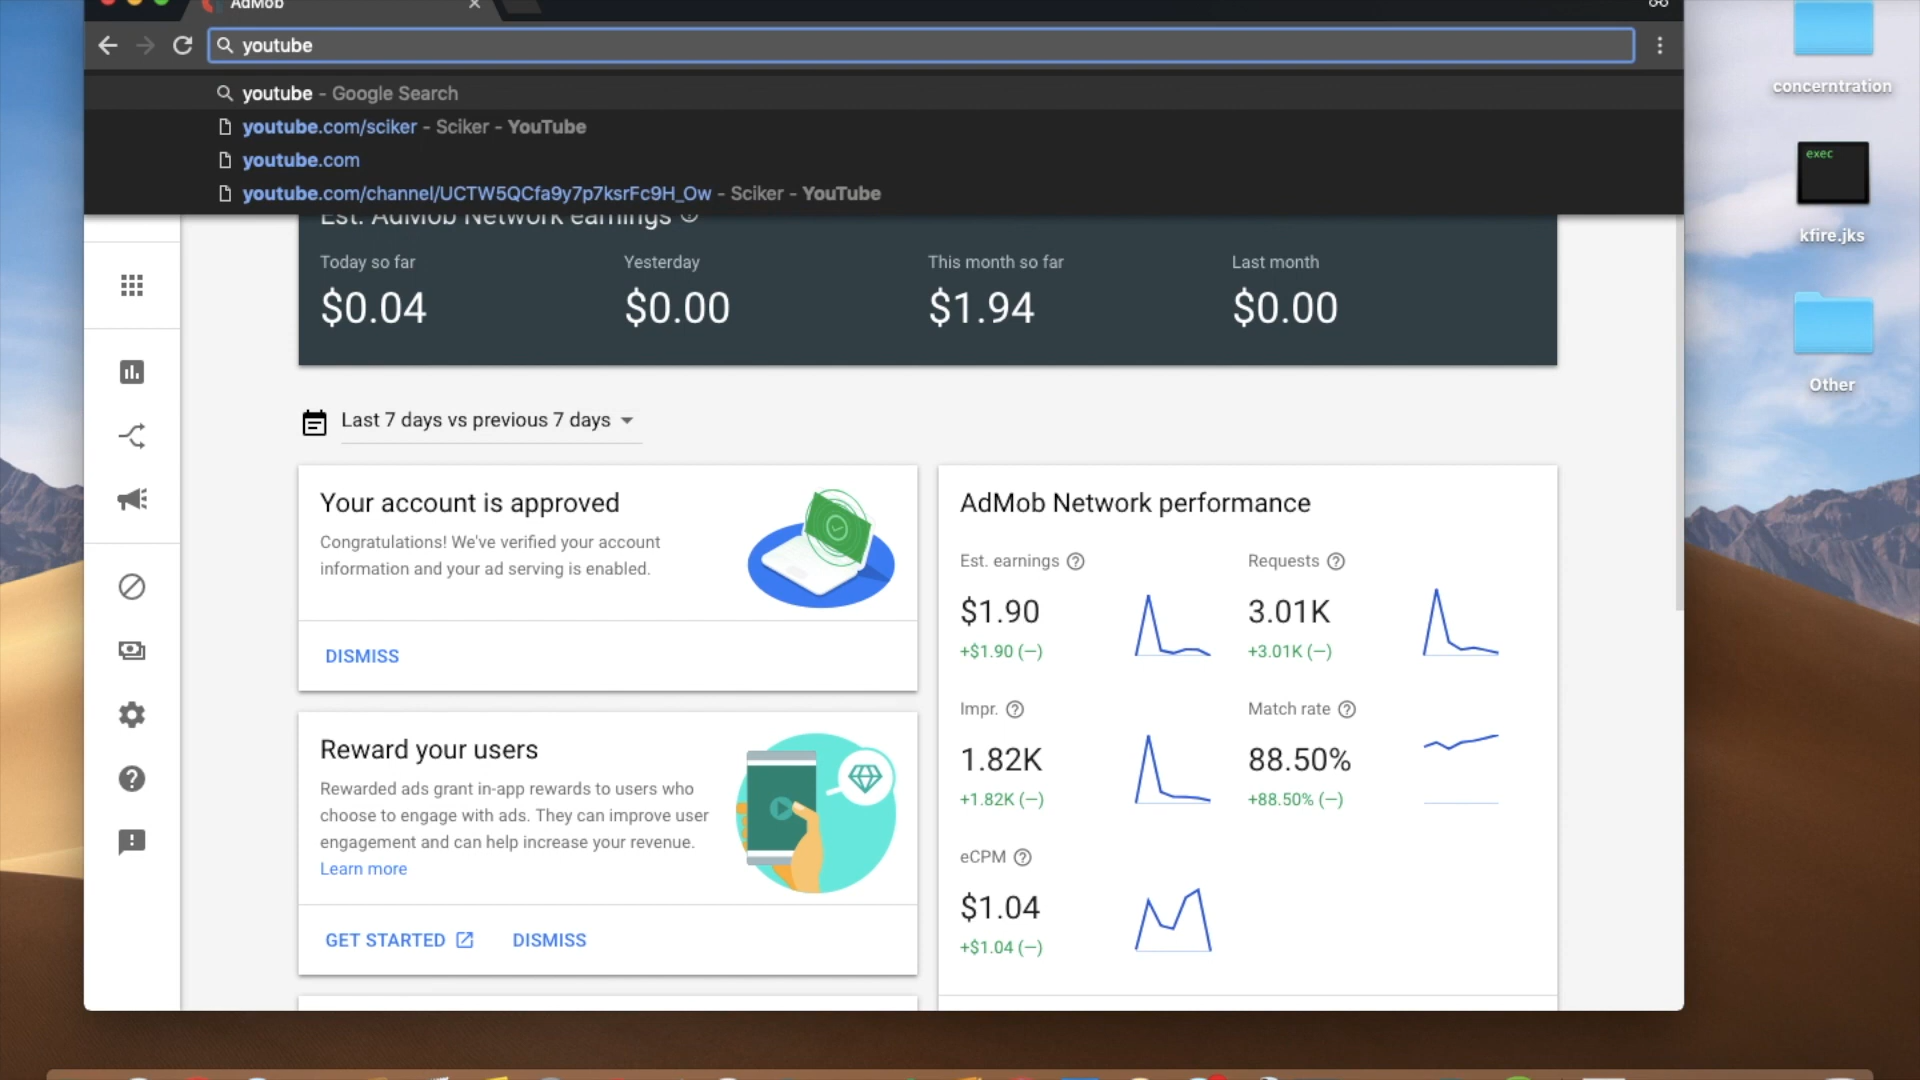 AdMob
youtube
youtube - Google Search
youtube.com/sciker - Sciker - YouTube
youtube.com
youtube.com/channel/UCTW5QCfa9y7p7ksrFc9H_Ow - Sciker - YouTube
concerntration
exec
kfire.jks
Other
Est. AdMob Network earnings
Today so far
Yesterday
This month so far
Last month
$0.04
$0.00
$1.94
$0.00
Last 7 days vs previous 7 days
Your account is approved
Congratulations! We've verified your account
information and your ad serving is enabled.
DISMISS
Reward your users
Rewarded ads grant in-app rewards to users who
choose to engage with ads. They can improve user
engagement and can help increase your revenue.
Learn more
GET STARTED
DISMISS
AdMob Network performance
Est. earnings
Requests
$1.90
3.01K
+$1.90 (—)
+3.01K (—)
Impr.
Match rate
1.82K
88.50%
+1.82K (—)
+88.50% (—)
eCPM
$1.04
+$1.04 (—)